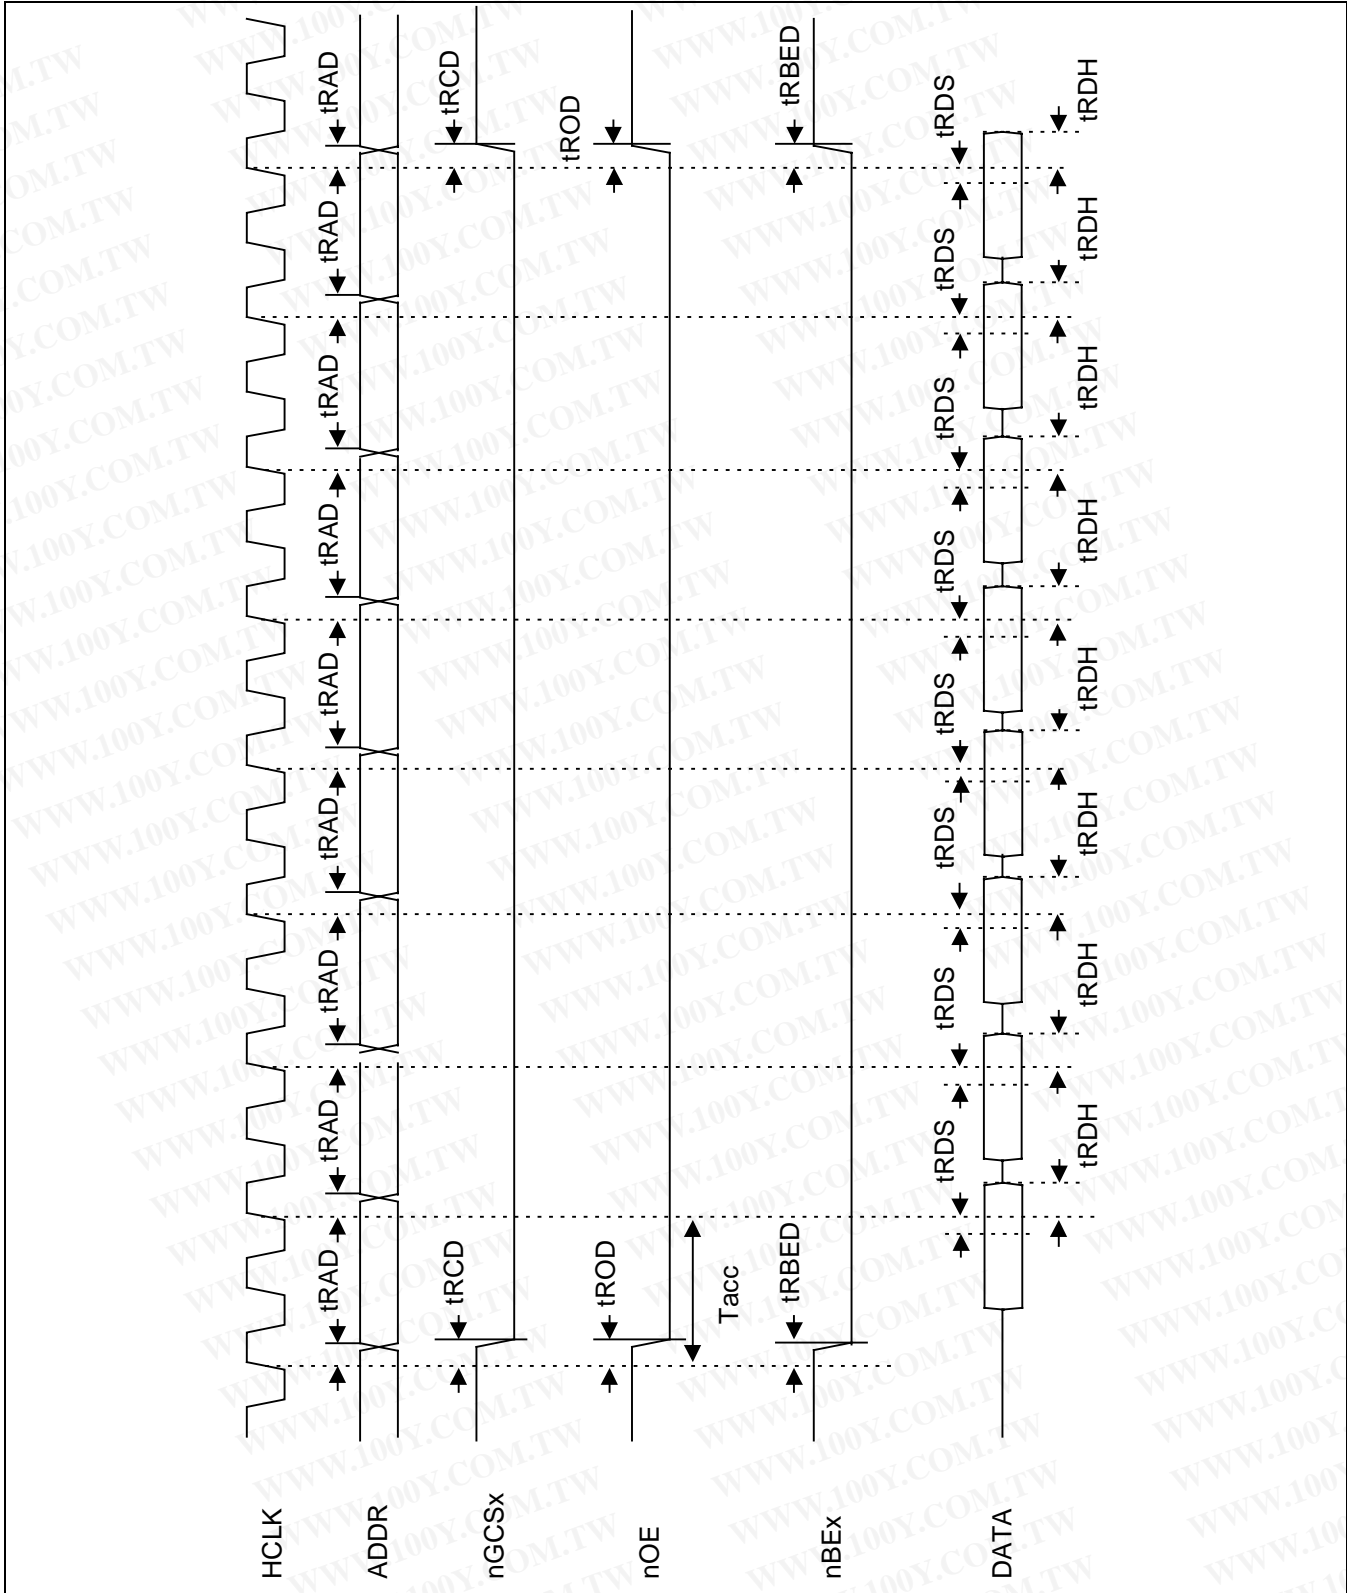 HCLK
tRAD tRAD tRAD tRAD tRAD tRAD tRAD tRAD tRAD
ADDR
tRCD tRCD
nGCSx
tROD tROD
nOE
Tacc
tRBED tRBED
nBEx
tRDS tRDS tRDS tRDS tRDS tRDS tRDS tRDS
DATA
tRDH tRDH tRDH tRDH tRDH tRDH tRDH tRDH
WWW.100Y.COM.TW